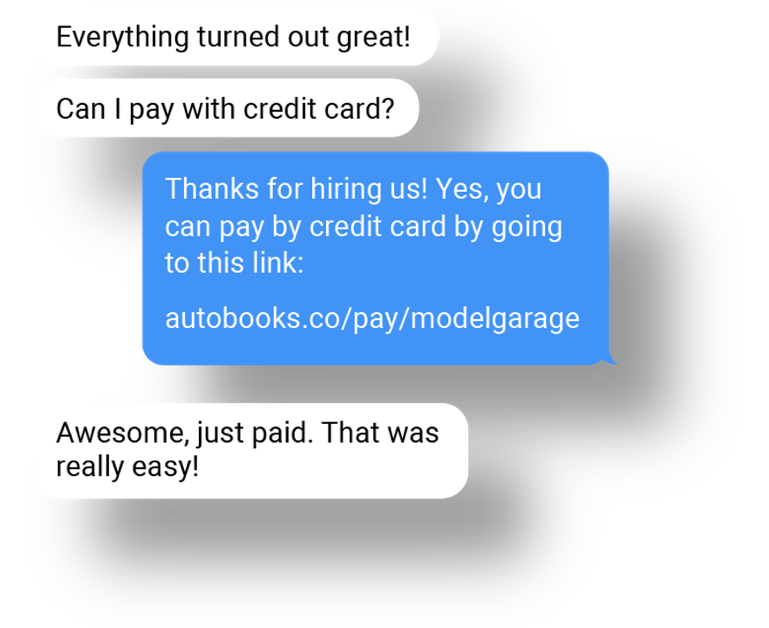 Everything turned out great!
Can I pay with credit card?
Thanks for hiring us! Yes, you
can pay by credit card by going
to this link:
autobooks.co/pay/modelgarage
Awesome, just paid. That was
really easy!